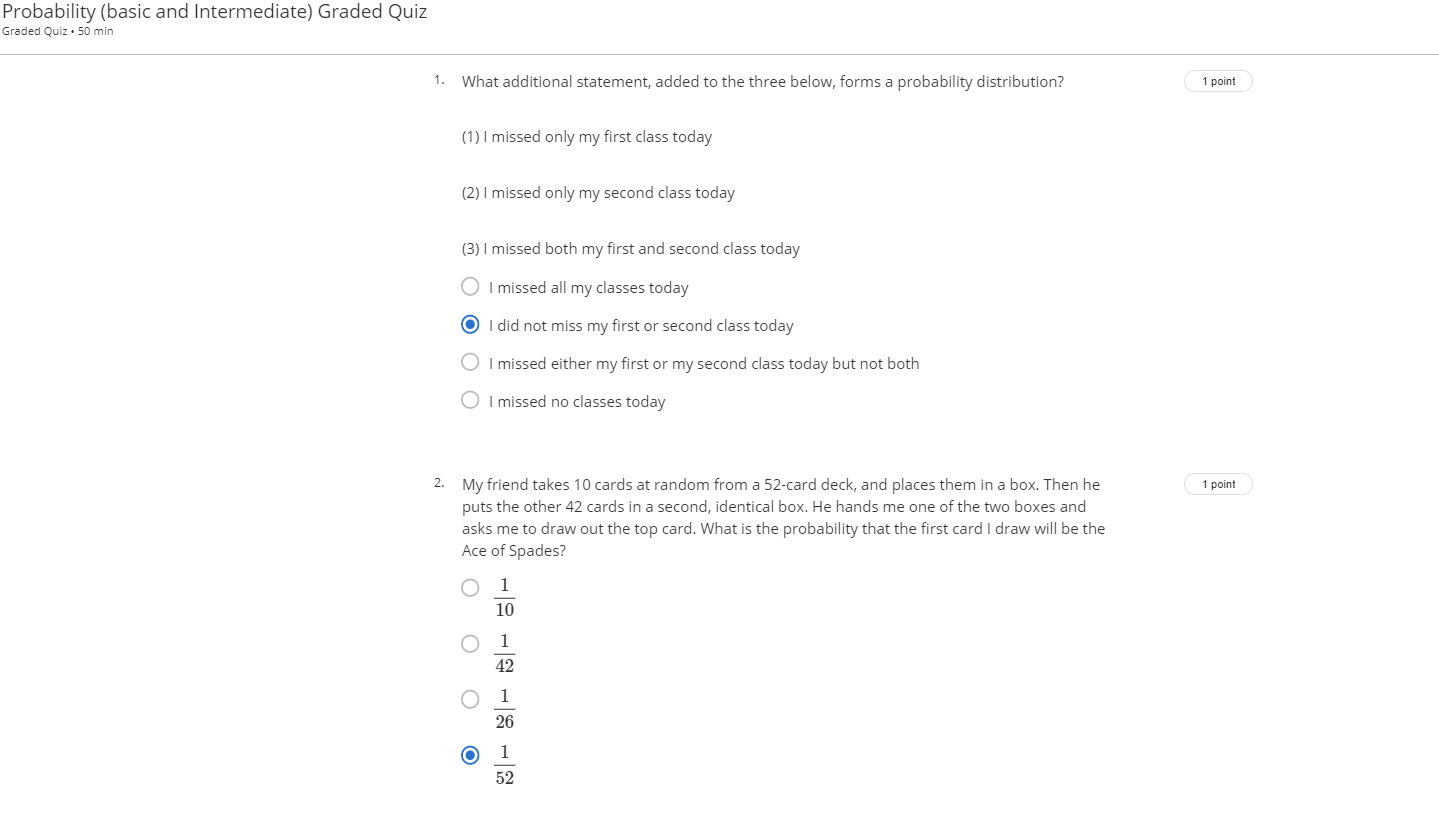 Probability (basic and Intermediate) Graded Quiz
Graded Quiz • 50 min
1. What additional statement, added to the three below, forms a probability distribution?
1 point
(1) I missed only my first class today
(2) I missed only my second class today
(3) I missed both my first and second class today
I missed all my classes today
I did not miss my first or second class today
I missed either my first or my second class today but not both
I missed no classes today
2. My friend takes 10 cards at random from a 52-card deck, and places them in a box. Then he
1 point
puts the other 42 cards in a second, identical box. He hands me one of the two boxes and
asks me to draw out the top card. What is the probability that the first card I draw will be the
Ace of Spades?
1
10
1
42
1
26
1
52